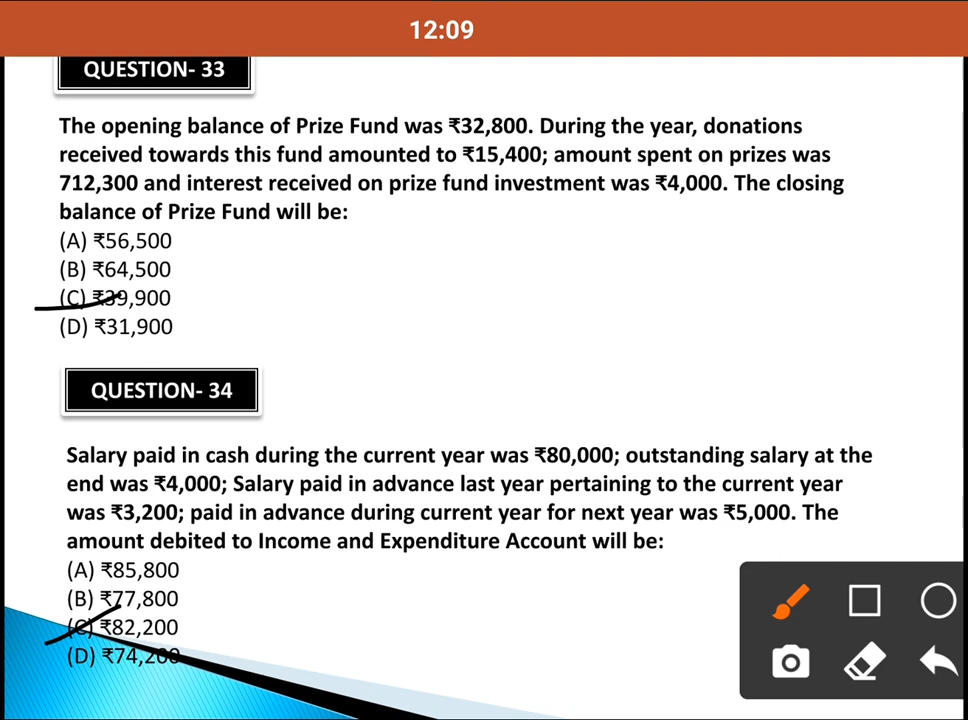 12:09
QUESTION- 33
The opening balance of Prize Fund was ₹32,800. During the year, donations
received towards this fund amounted to ₹15,400; amount spent on prizes was
712,300 and interest received on prize fund investment was ₹4,000. The closing
balance of Prize Fund will be:
(A) ₹56,500
(B) ₹64,500
(C) ₹39,900
(D) ₹31,900
QUESTION- 34
Salary paid in cash during the current year was ₹80,000; outstanding salary at the
end was ₹4,000; Salary paid in advance last year pertaining to the current year
was ₹3,200; paid in advance during current year for next year was ₹5,000. The
amount debited to Income and Expenditure Account will be:
(A) ₹85,800
(B) ₹77,800
(C) ₹82,200
(D) ₹74,200